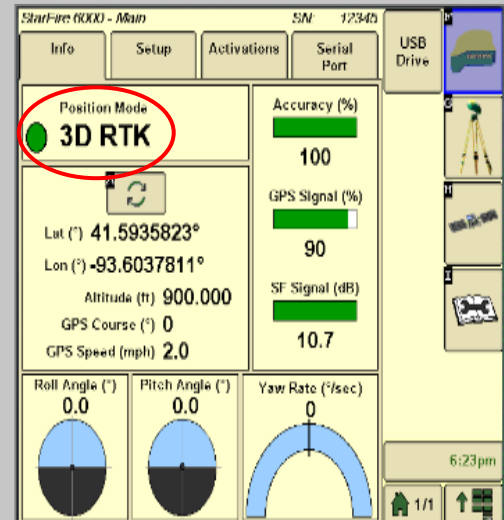 StarFire 6000 - Main
SN: 12345
Info
Setup
Activations
Serial
Port
USB
Drive
Position Mode
3D RTK
Accuracy (%)
100
GPS Signal (%)
90
SF Signal (dB)
10.7
Lat (°) 41.5935823°
Lon (°) -93.6037811°
Altitude (ft) 900.000
GPS Course (°) 0
GPS Speed (mph) 2.0
Roll Angle (°)
0.0
Pitch Angle (°)
0.0
Yaw Rate (°/sec)
0
G
H
I
6:23pm
1/1